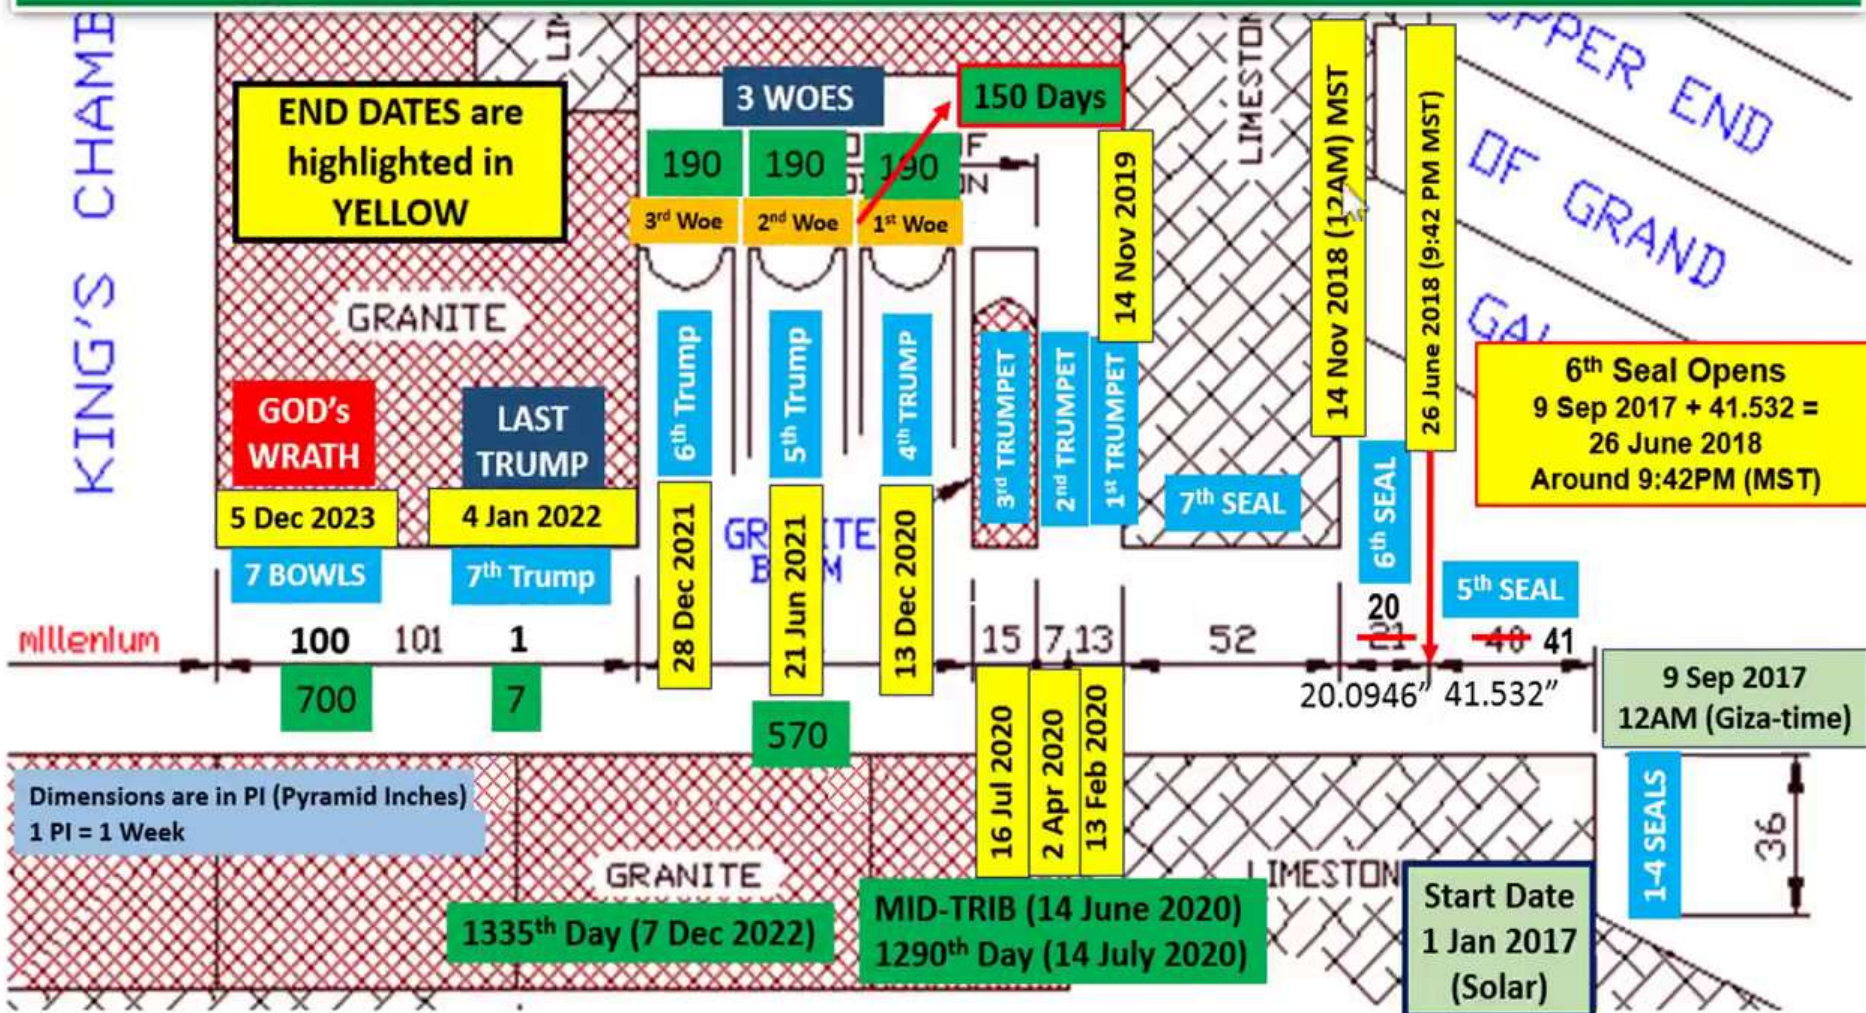 KING'S CHAMB
END DATES are
highlighted in
YELLOW
GRANITE
GOD's
WRATH
LAST
TRUMP
5 Dec 2023
4 Jan 2022
7 BOWLS
7th Trump
3 WOES
150 Days
190
190
190
3rd Woe
2nd Woe
1st Woe
6th Trump
5th Trump
4th TRUMP
3rd TRUMPET
2nd TRUMPET
1st TRUMPET
28 Dec 2021
21 Jun 2021
13 Dec 2020
14 Nov 2019
LIMESTON
14 Nov 2018 (12AM) MST
26 June 2018 (9:42 PM MST)
UPPER END
OF GRAND
6th Seal Opens
9 Sep 2017 + 41.532 =
26 June 2018
Around 9:42PM (MST)
7th SEAL
6th SEAL
5th SEAL
millenium
100
101
1
15
7,13
52
20
21
40
41
700
7
570
20.0946”
41.532”
9 Sep 2017
12AM (Giza-time)
16 Jul 2020
2 Apr 2020
13 Feb 2020
Dimensions are in PI (Pyramid Inches)
1 PI = 1 Week
GRANITE
LIMESTON
1-4 SEALS
36
1335th Day (7 Dec 2022)
MID-TRIB (14 June 2020)
1290th Day (14 July 2020)
Start Date
1 Jan 2017
(Solar)